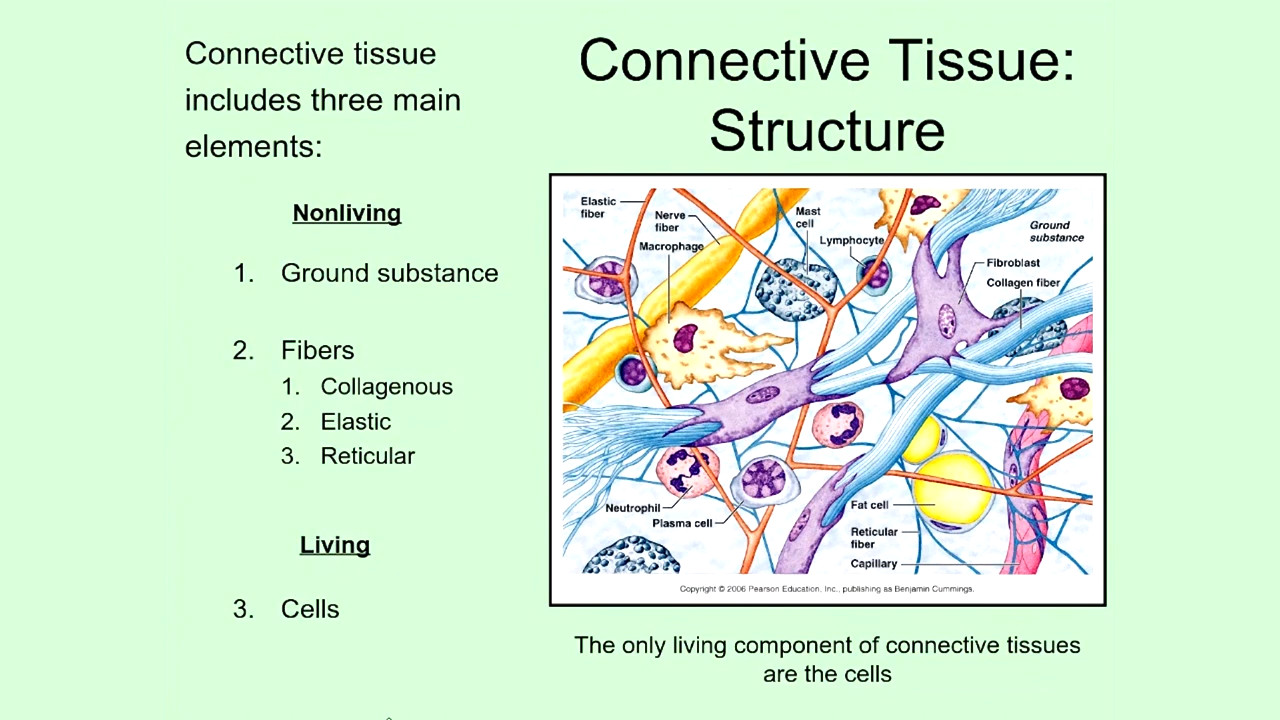 Connective tissue
includes three main
elements:
Nonliving
1. Ground substance
2. Fibers
1. Collagenous
2. Elastic
3. Reticular
Living
3. Cells
Connective Tissue:
Structure
Elastic
fiber
Nerve
fiber
Macrophage
Mast
cell
Lymphocyte
Ground
substance
Fibroblast
Collagen fiber
Neutrophil
Plasma cell
Fat cell
Reticular
fiber
Capillary
Copyright © 2006 Pearson Education, Inc., publishing as Benjamin Cummings.
The only living component of connective tissues
are the cells